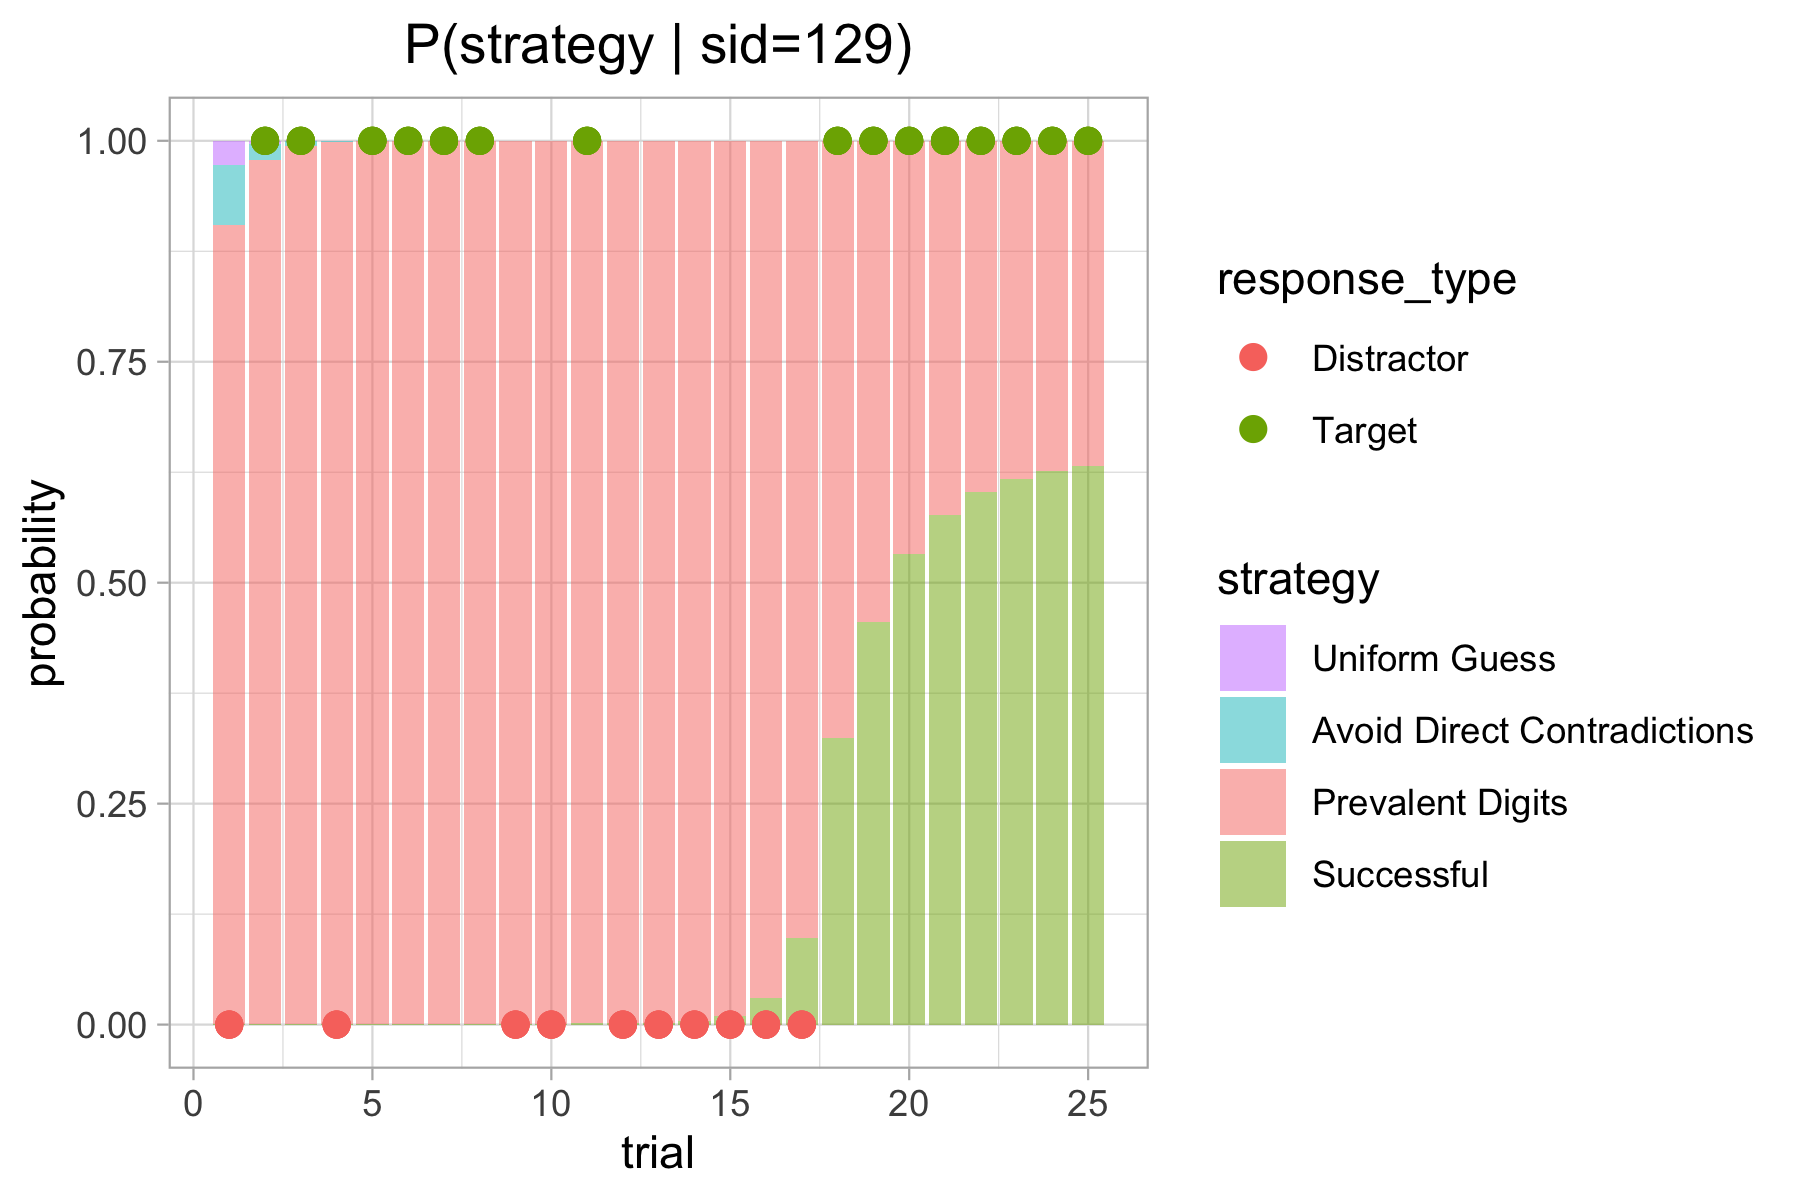 P(strategy | sid=129)
probability
1.00
0.75
0.50
0.25
0.00
0 5 10 15 20 25
trial
response_type
Distractor
Target
strategy
Uniform Guess
Avoid Direct Contradictions
Prevalent Digits
Successful